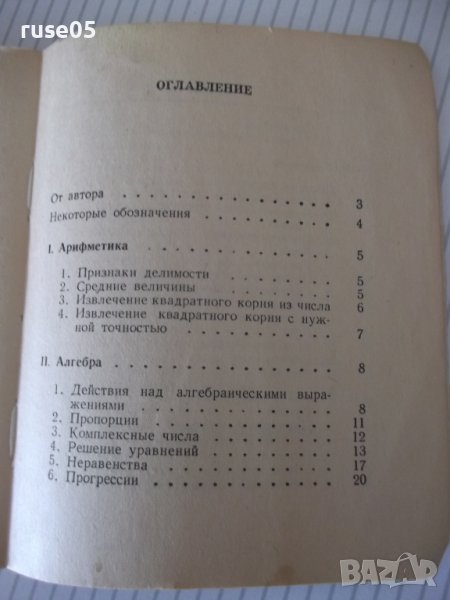 ruse05
ОГЛАВЛЕНИЕ
От автора . . . . . . . . . . . . . . 3
Некоторые обозначения . . . . . . . . . 4
I. Арифметика . . . . . . . . . . . . . 5
1. Признаки делимости . . . . . . . . 5
2. Средние величины . . . . . . . . . 5
3. Извлечение квадратного корня из числа 6
4. Извлечение квадратного корня с нуж-
ной точностью . . . . . . . . . . 7
II. Алгебра . . . . . . . . . . . . . . 8
1. Действия над алгебраическими выра-
жениями . . . . . . . . . . . . . 8
2. Пропорции . . . . . . . . . . . . 11
3. Комплексные числа . . . . . . . . 12
4. Решение уравнений . . . . . . . . 13
5. Неравенства . . . . . . . . . . . 17
6. Прогрессии . . . . . . . . . . . . 20
bazar